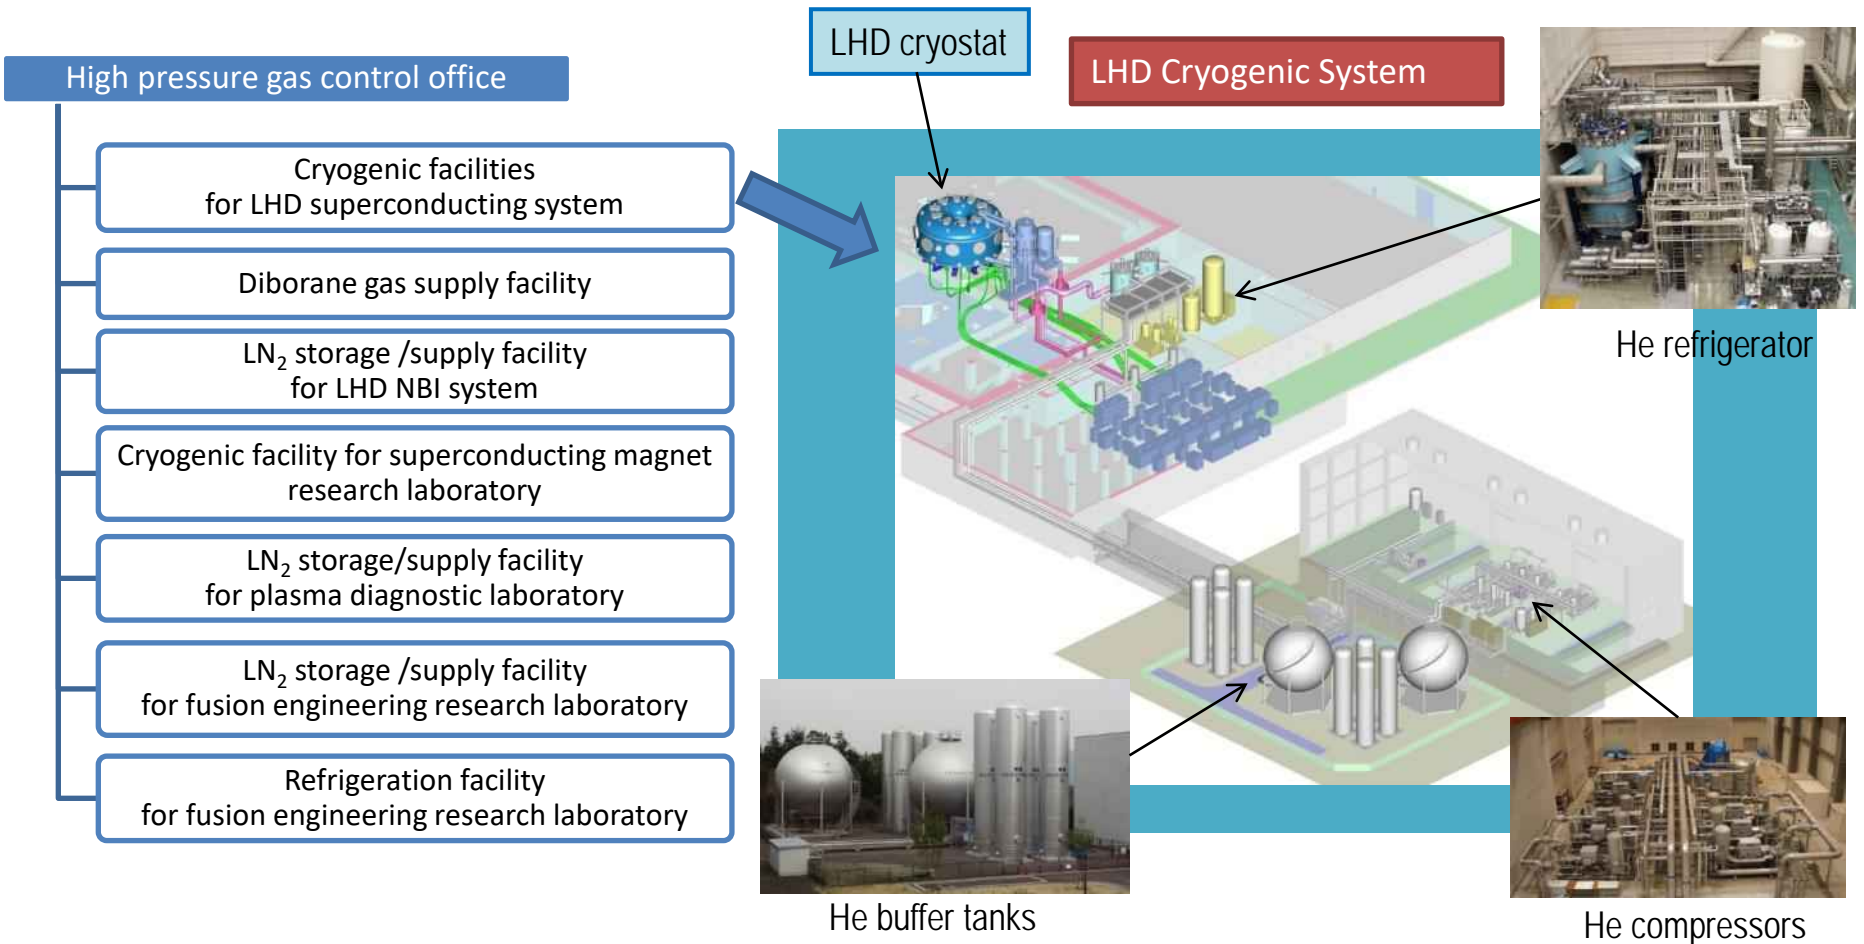 High pressure gas control office
Cryogenic facilities
for LHD superconducting system
Diborane gas supply facility
LN₂ storage /supply facility
for LHD NBI system
Cryogenic facility for superconducting magnet
research laboratory
LN₂ storage/supply facility
for plasma diagnostic laboratory
LN₂ storage /supply facility
for fusion engineering research laboratory
Refrigeration facility
for fusion engineering research laboratory
LHD cryostat
LHD Cryogenic System
He refrigerator
He buffer tanks
He compressors